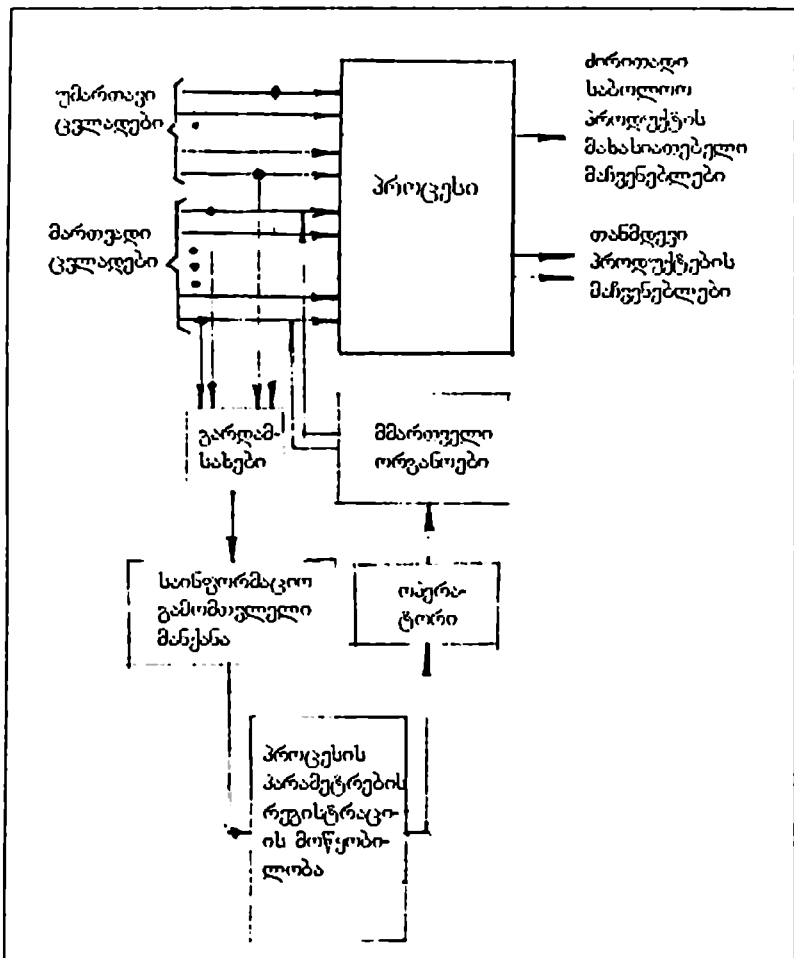 უმართავი
ცვლადები
მართვადი
ცვლადები
პროცესი
ძირითადი
საბოლოო
პროდუქტის
მახასიათებელი
მაჩვენებლები
თანმდევი
პროდუქტების
მაჩვენებლები
გარდამ-
სახები
მმართველი
ორგანოები
საინფორმაციო
გამომთვლელი
მანქანა
ოპერა-
ტორი
პროცესის
პარამეტრების
რეგისტრაცი-
ის მოწყობი-
ლობა